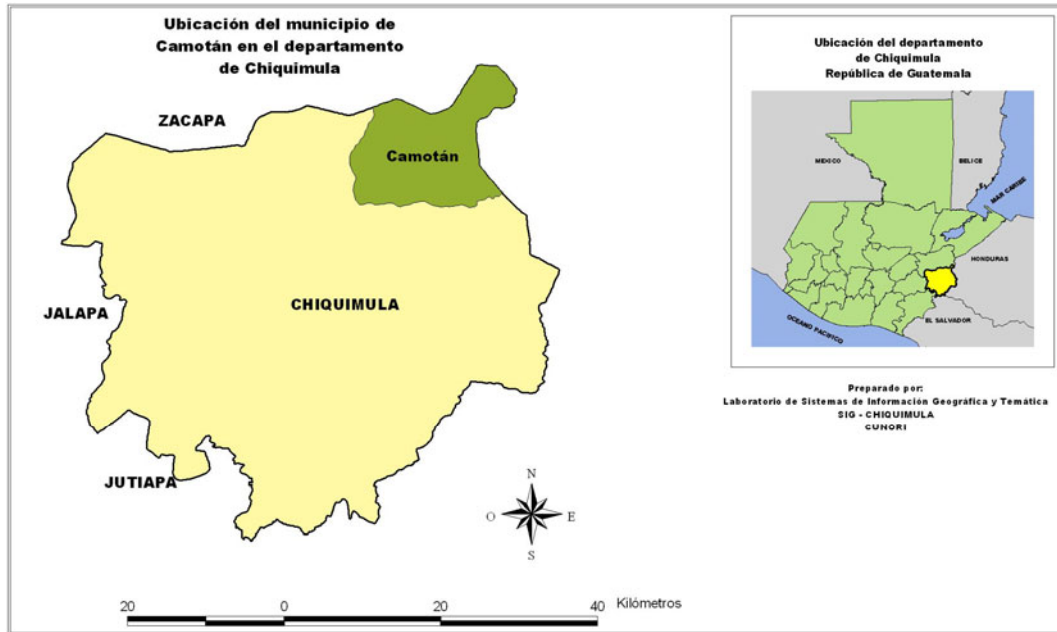 Ubicación del municipio de
Camotán en el departamento
de Chiquimula
ZACAPA
Camotán
CHIQUIMULA
JALAPA
JUTIAPA
N
O
E
S
20
0
20
40
Kilómetros
Ubicación del departamento
de Chiquimula
República de Guatemala
MEXICO
BELICE
MAR CARIBE
HONDURAS
EL SALVADOR
OCEANO PACIFICO
Preparado por:
Laboratorio de Sistemas de Información Geográfica y Temática
SIG - CHIQUIMULA
CUNORI